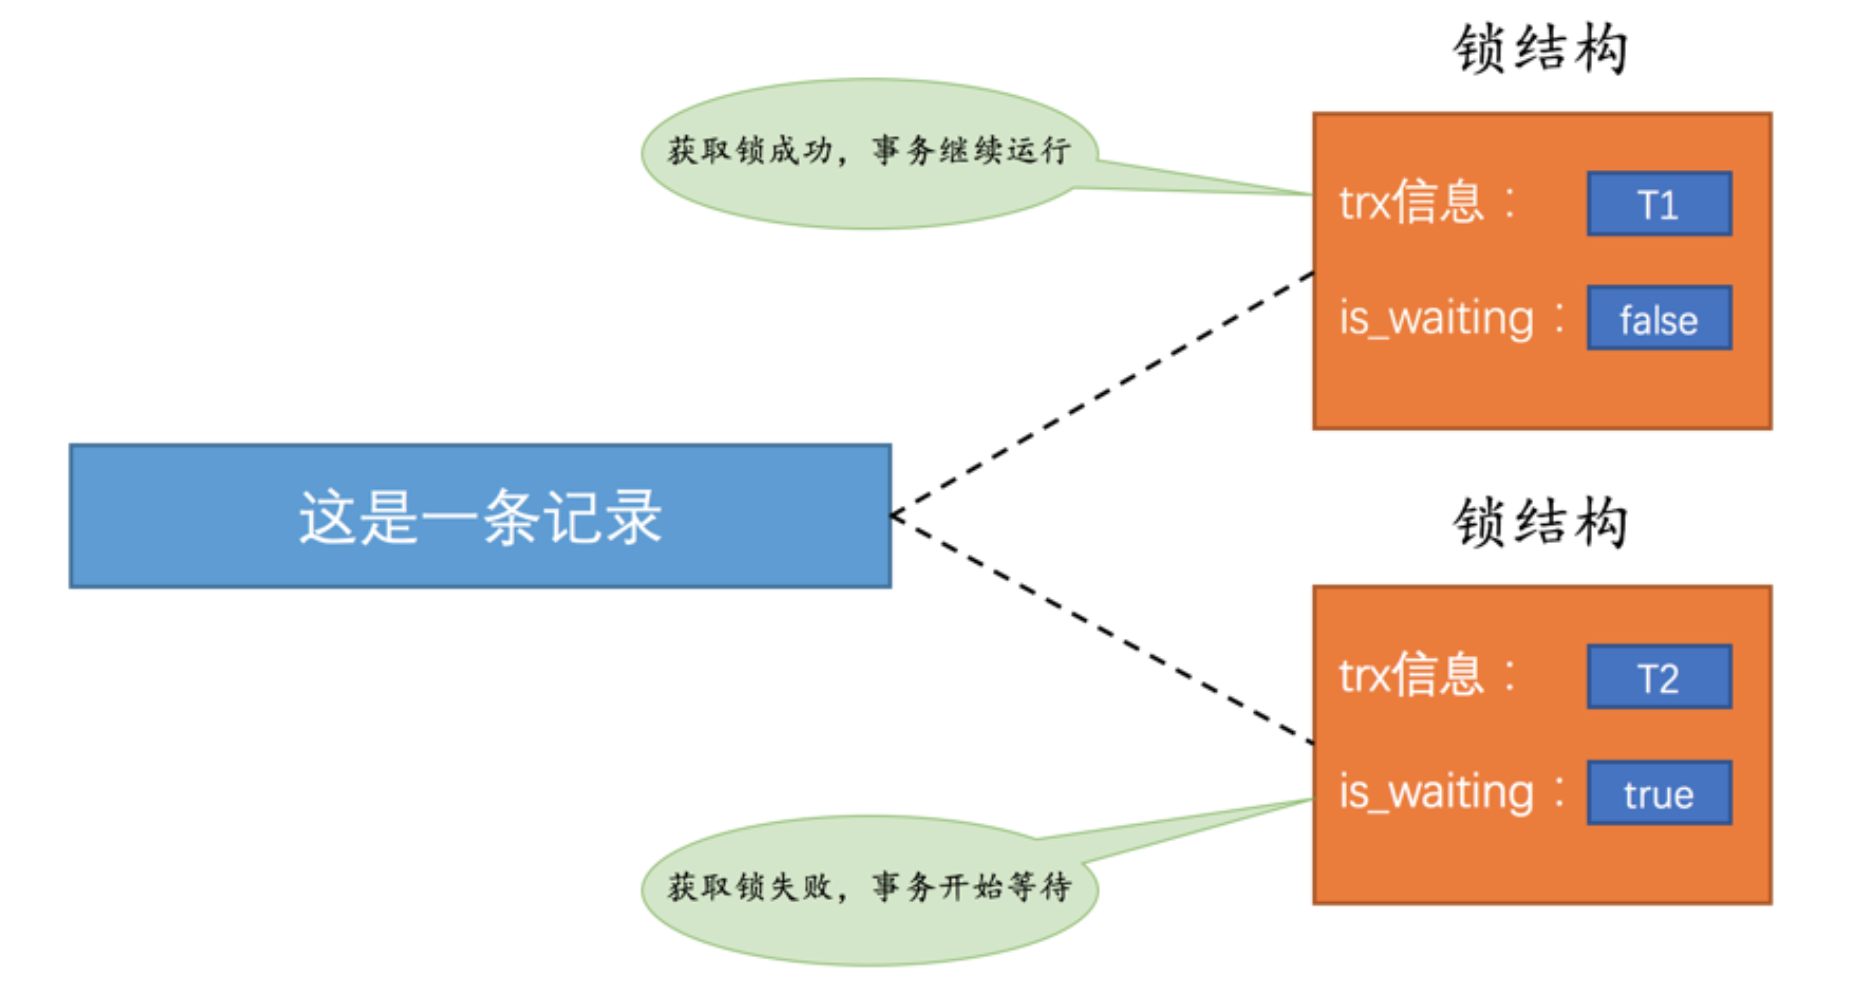 锁结构
获取锁成功，事务继续运行
trx信息： T1
is_waiting： false
这是一条记录
锁结构
trx信息： T2
is_waiting： true
获取锁失败，事务开始等待